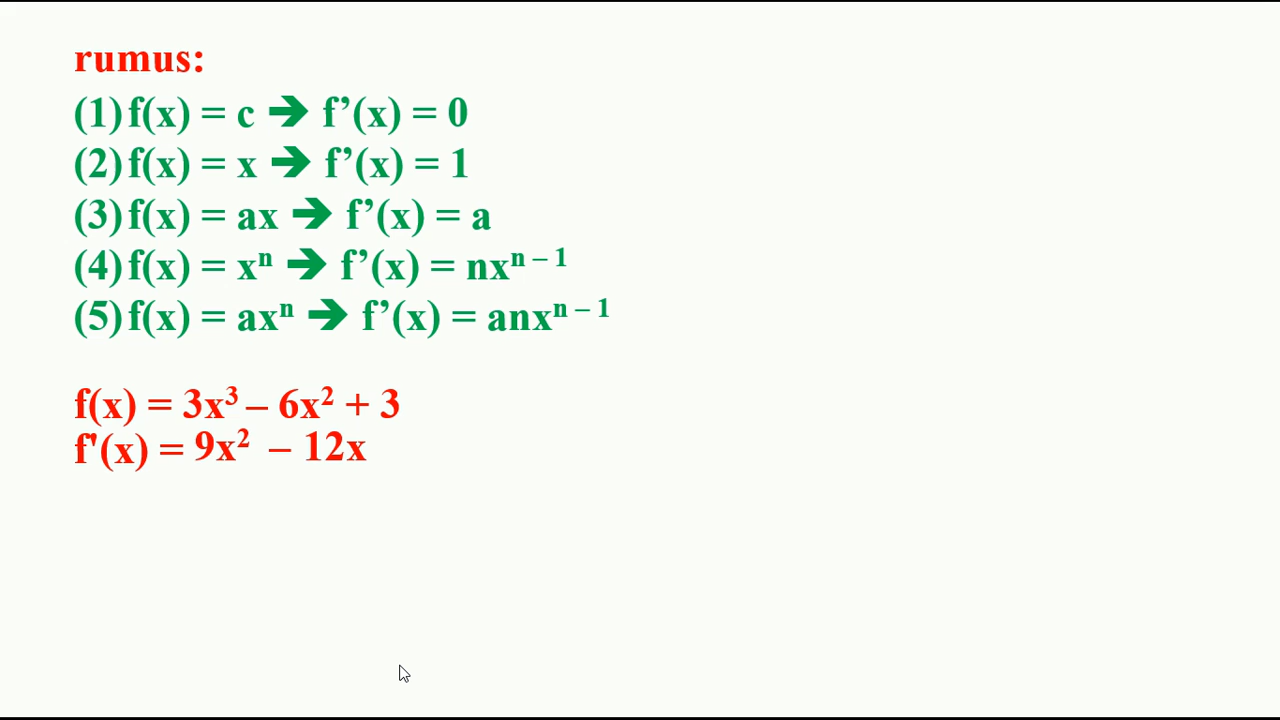 rumus:
(1) f(x) = c ➔ f’(x) = 0
(2) f(x) = x ➔ f’(x) = 1
(3) f(x) = ax ➔ f’(x) = a
(4) f(x) = xⁿ ➔ f’(x) = nxⁿ ⁻ ¹
(5) f(x) = axⁿ ➔ f’(x) = anxⁿ ⁻ ¹
f(x) = 3x³ – 6x² + 3
f'(x) = 9x² – 12x